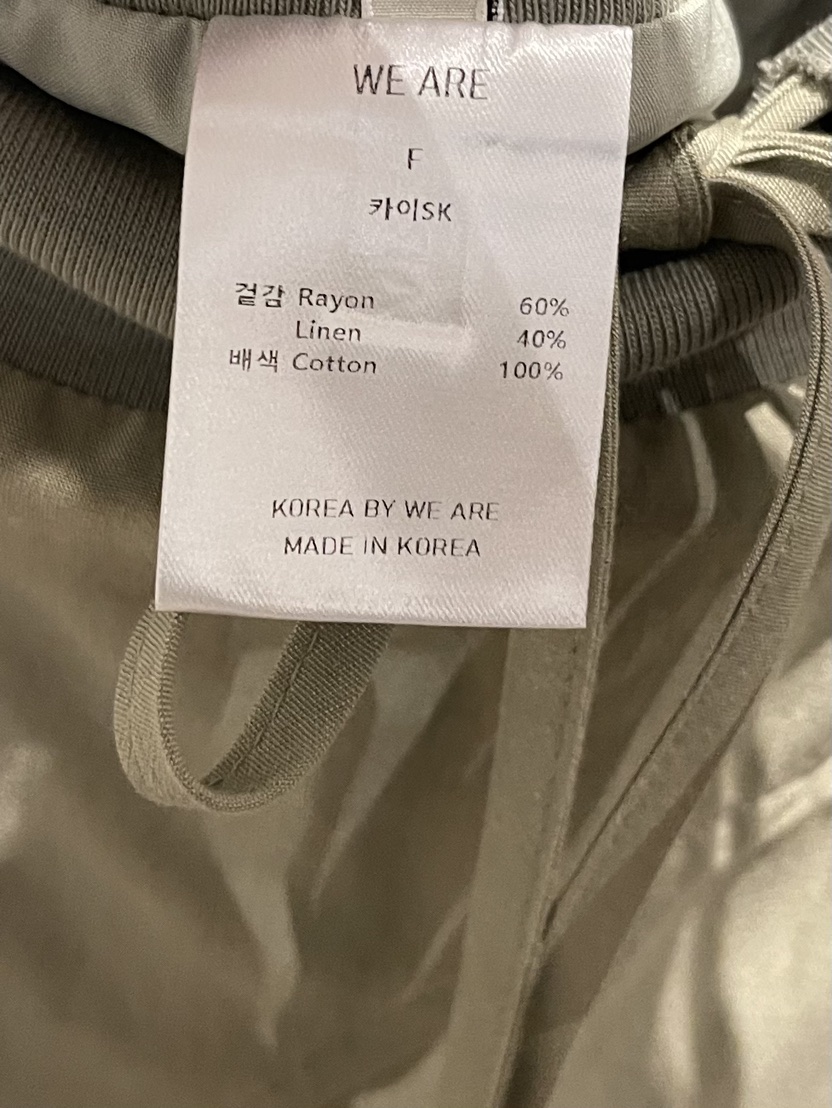 WE ARE
F
카이SK
겉감 Rayon 60%
Linen 40%
배색 Cotton 100%
KOREA BY WE ARE
MADE IN KOREA